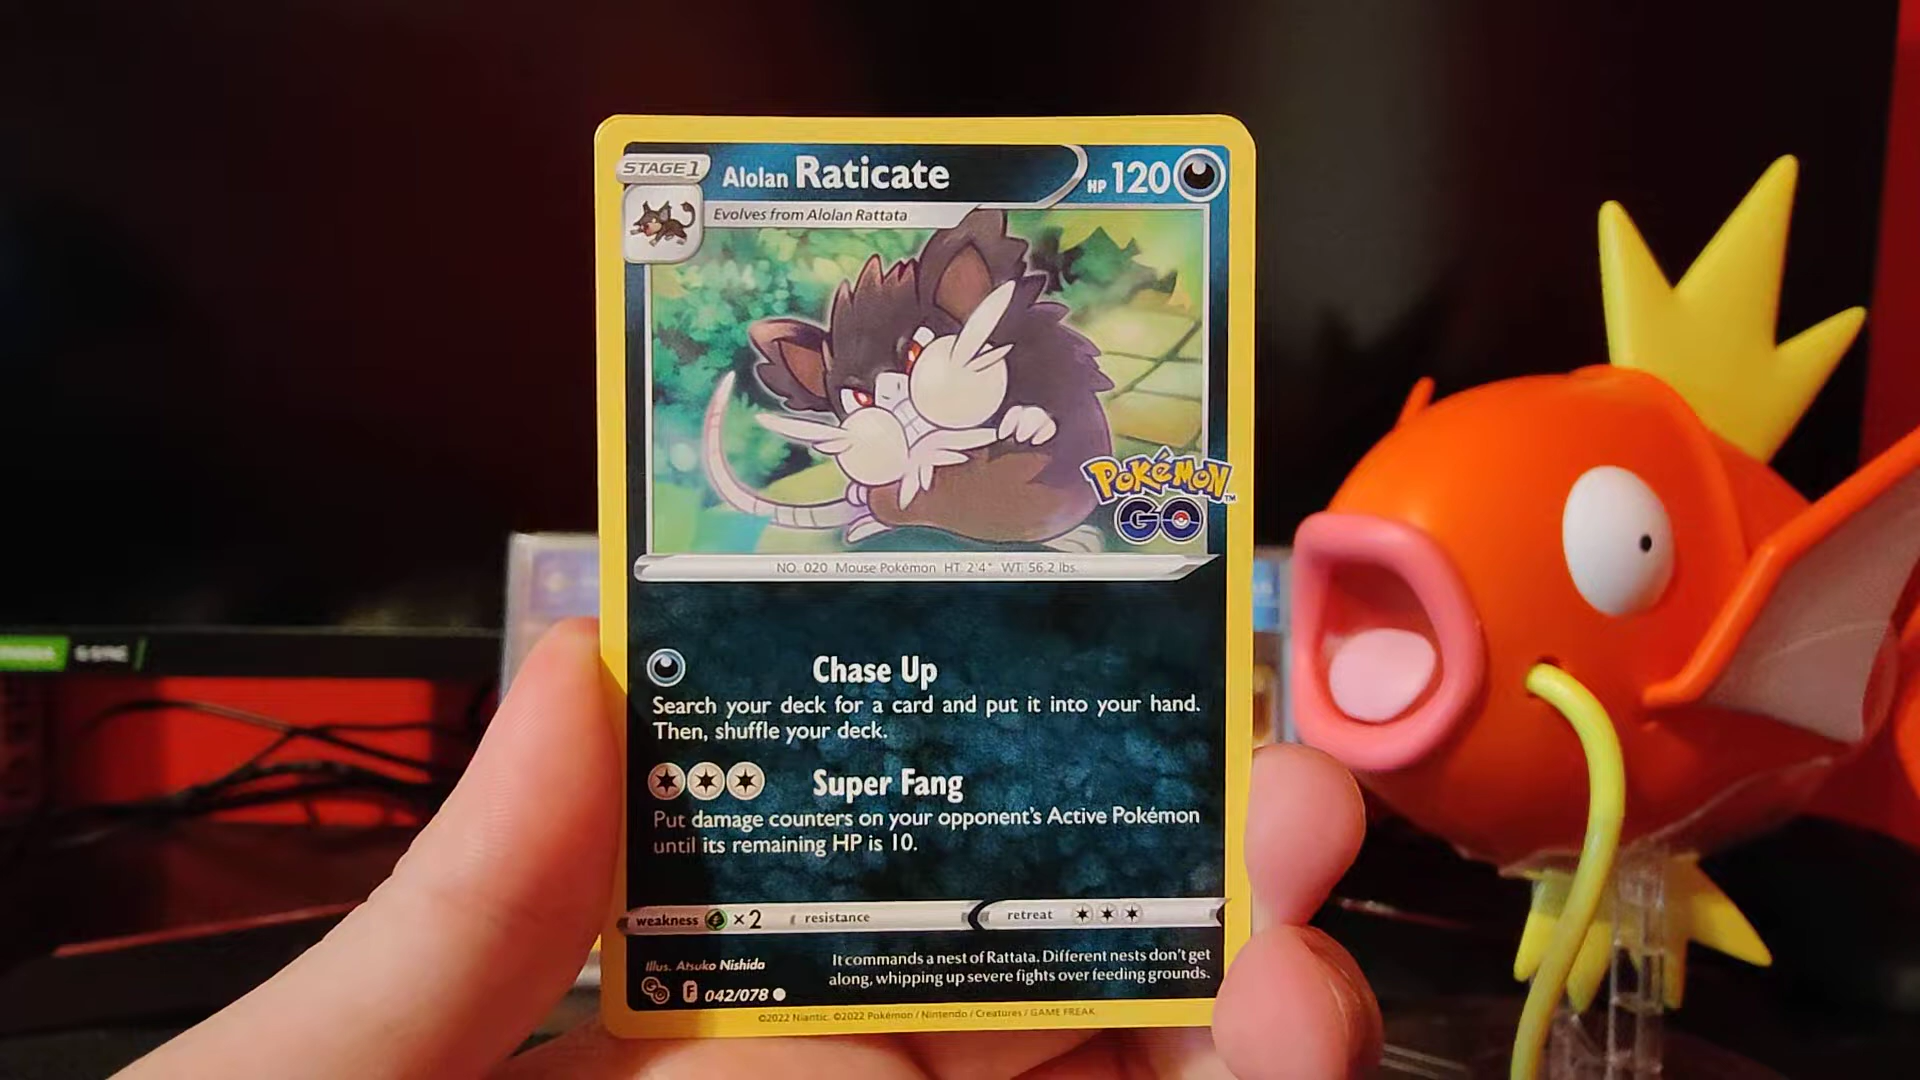 STAGE 1
Alolan Raticate
HP 120
Evolves from Alolan Rattata
POKéMON™
GO
NO. 020 Mouse Pokémon HT: 2'4" WT: 56.2 lbs.
Chase Up
Search your deck for a card and put it into your hand.
Then, shuffle your deck.
Super Fang
Put damage counters on your opponent's Active Pokémon
until its remaining HP is 10.
weakness ×2 resistance retreat
It commands a nest of Rattata. Different nests don't get
along, whipping up severe fights over feeding grounds.
Illus. Atsuko Nishida
F 042/078
©2022 Niantic. ©2022 Pokémon / Nintendo / Creatures / GAME FREAK